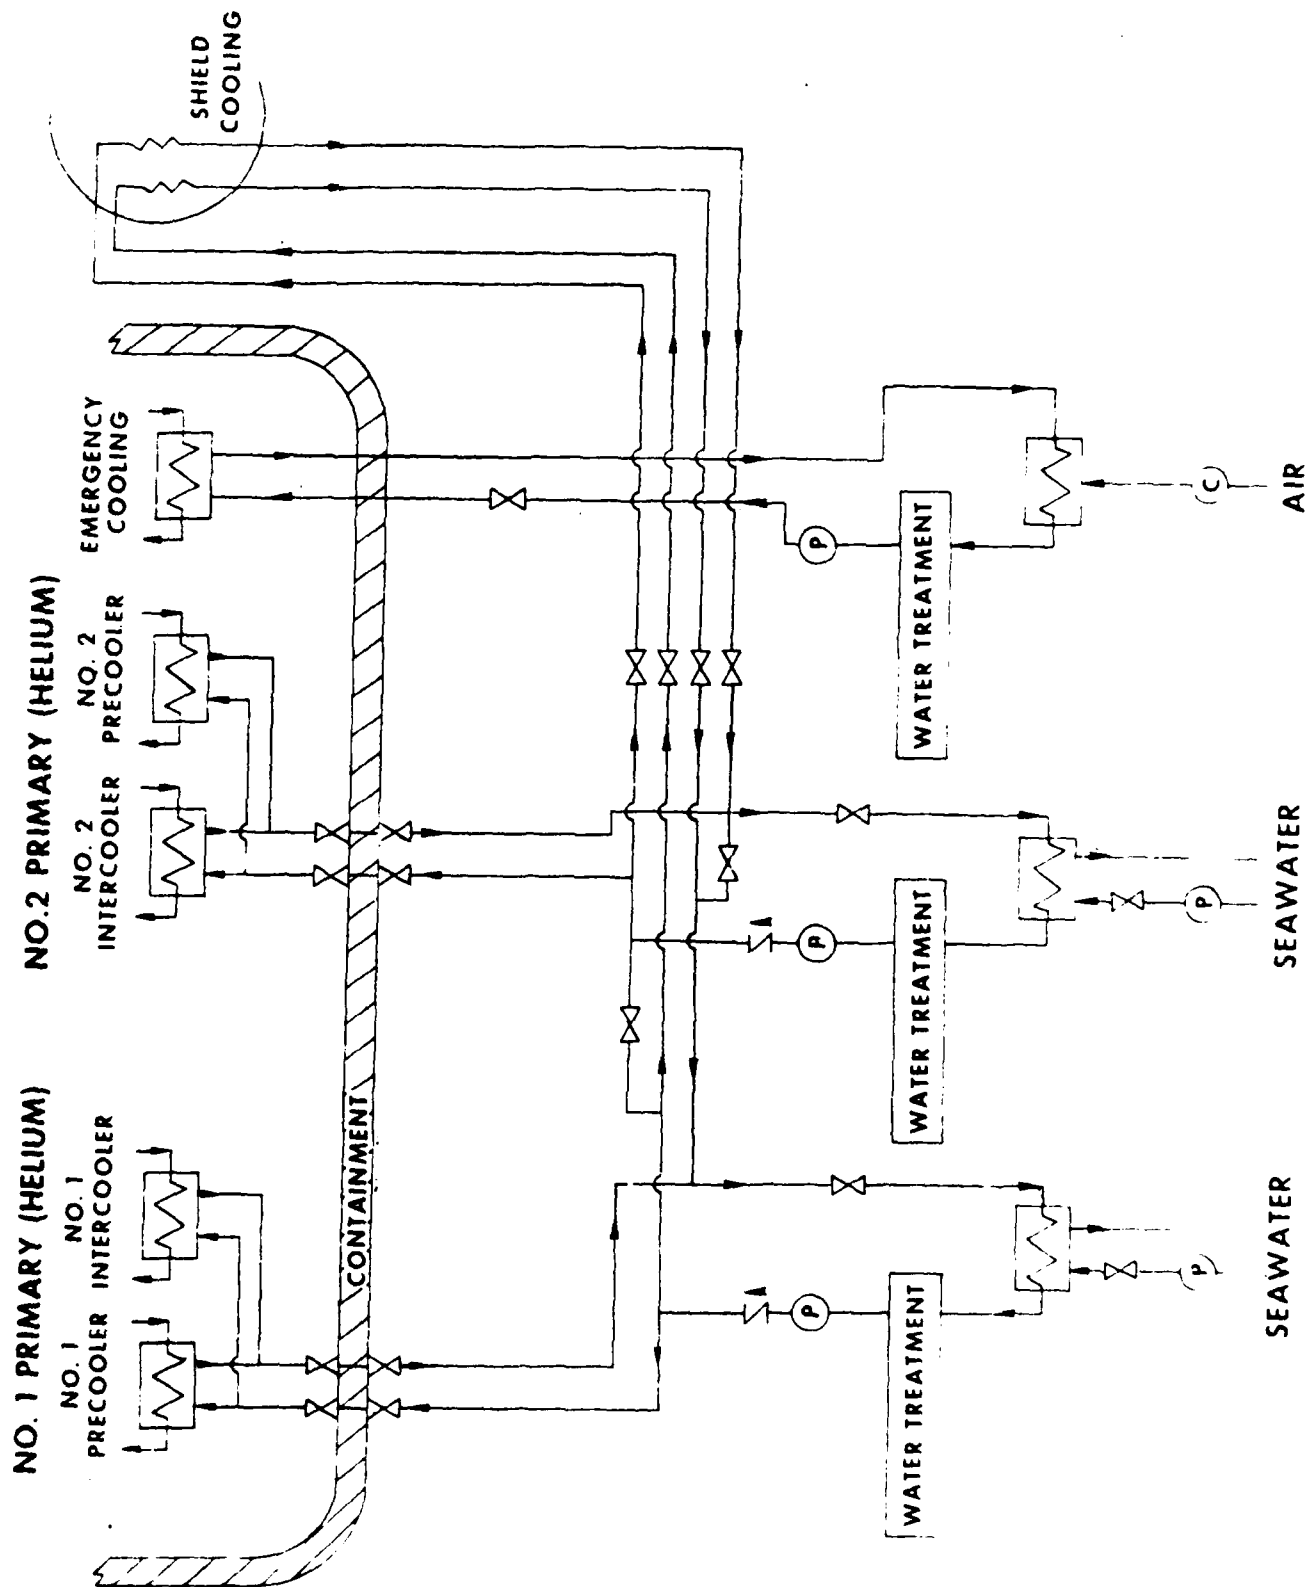 NO. 1 PRIMARY (HELIUM)
NO. 2 PRIMARY (HELIUM)
NO. 1
PRECOOLER
NO. 1
INTERCOOLER
NO. 2
INTERCOOLER
NO. 2
PRECOOLER
EMERGENCY
COOLING
SHIELD
COOLING
CONTAINMENT
P
P
P
WATER TREATMENT
WATER TREATMENT
WATER TREATMENT
P
P
C
SEAWATER
SEAWATER
AIR